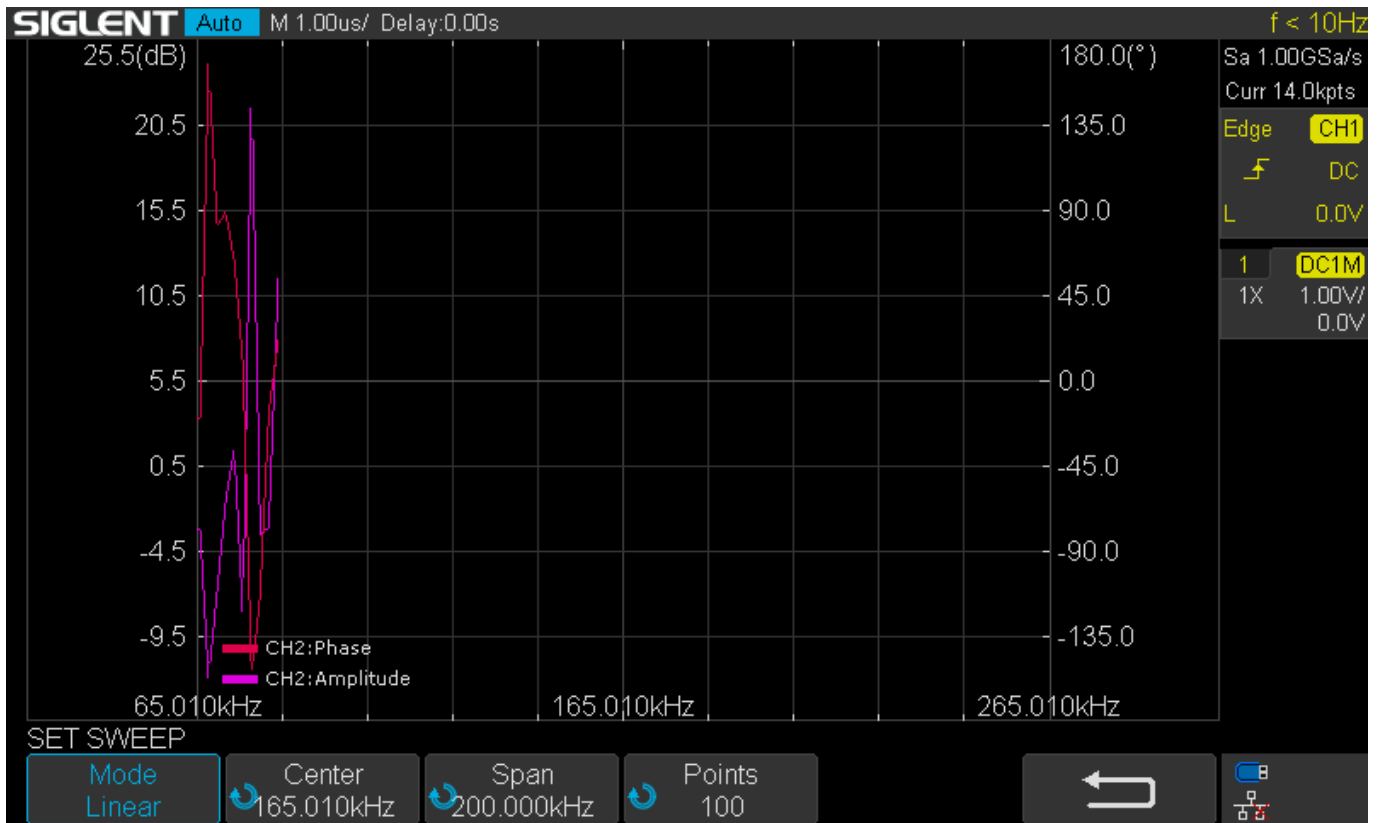 SIGLENT Auto M 1.00us/ Delay:0.00s f < 10Hz
25.5(dB) 180.0(°) Sa 1.00GSa/s
Curr 14.0kpts
20.5 135.0 Edge CH1
DC
15.5 90.0 L 0.0V
1 DC1M
10.5 45.0 1X 1.00V/
0.0V
5.5 0.0
0.5 -45.0
-4.5 -90.0
-9.5 -135.0
CH2:Phase
CH2:Amplitude
65.010kHz 165.010kHz 265.010kHz
SET SWEEP
Mode Center Span Points
Linear 165.010kHz 200.000kHz 100